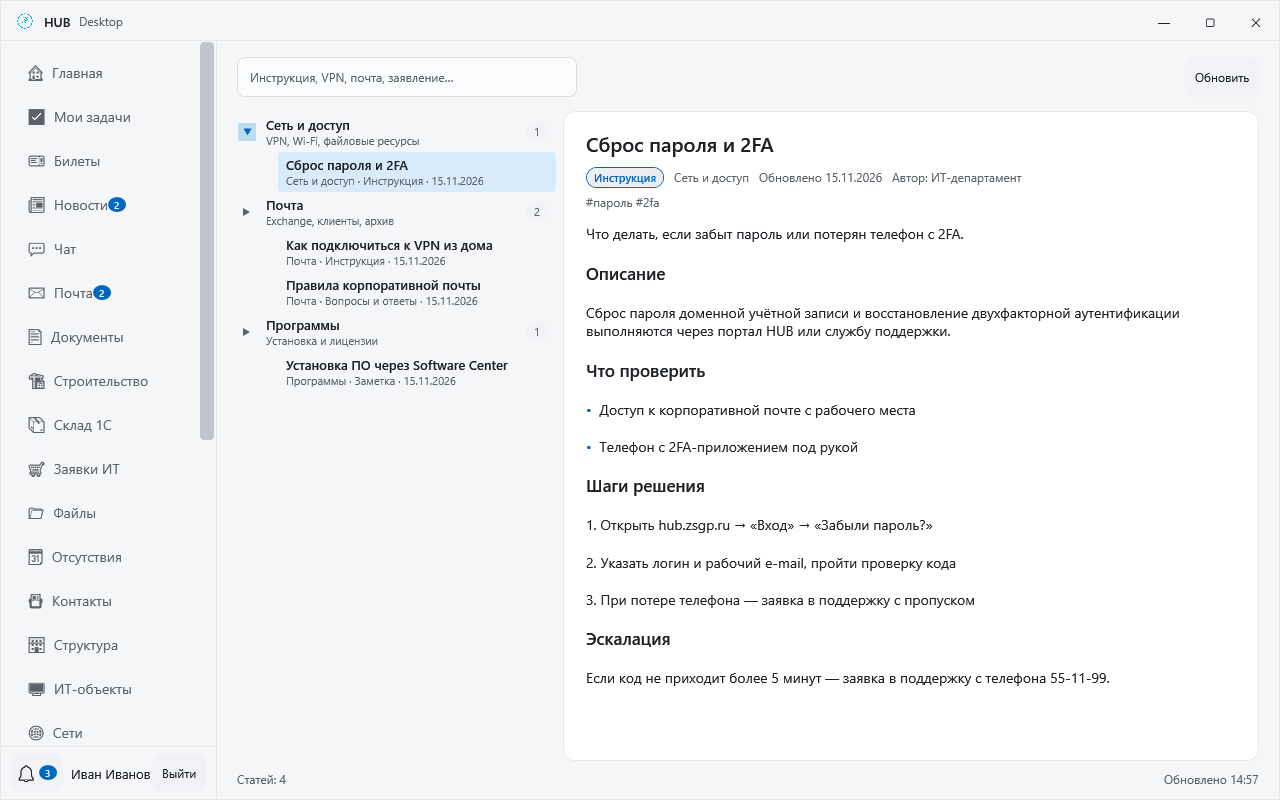 HUB Desktop
Главная
Мои задачи
Билеты
Новости 2
Чат
Почта 2
Документы
Строительство
Склад 1С
Заявки ИТ
Файлы
31 Отсутствия
Контакты
Структура
ИТ-объекты
Сети
3 Иван Иванов Выйти
Инструкция, VPN, почта, заявление...
Обновить
Сеть и доступ 1
VPN, Wi-Fi, файловые ресурсы
Сброс пароля и 2FA
Сеть и доступ · Инструкция · 15.11.2026
Почта 2
Exchange, клиенты, архив
Как подключиться к VPN из дома
Почта · Инструкция · 15.11.2026
Правила корпоративной почты
Почта · Вопросы и ответы · 15.11.2026
Программы 1
Установка и лицензии
Установка ПО через Software Center
Программы · Заметка · 15.11.2026
Сброс пароля и 2FA
Инструкция Сеть и доступ Обновлено 15.11.2026 Автор: ИТ-департамент
#пароль #2fa
Что делать, если забыт пароль или потерян телефон с 2FA.
Описание
Сброс пароля доменной учётной записи и восстановление двухфакторной аутентификации
выполняются через портал HUB или службу поддержки.
Что проверить
• Доступ к корпоративной почте с рабочего места
• Телефон с 2FA-приложением под рукой
Шаги решения
1. Открыть hub.zsgp.ru → «Вход» → «Забыли пароль?»
2. Указать логин и рабочий e-mail, пройти проверку кода
3. При потере телефона — заявка в поддержку с пропуском
Эскалация
Если код не приходит более 5 минут — заявка в поддержку с телефона 55-11-99.
Статей: 4
Обновлено 14:57